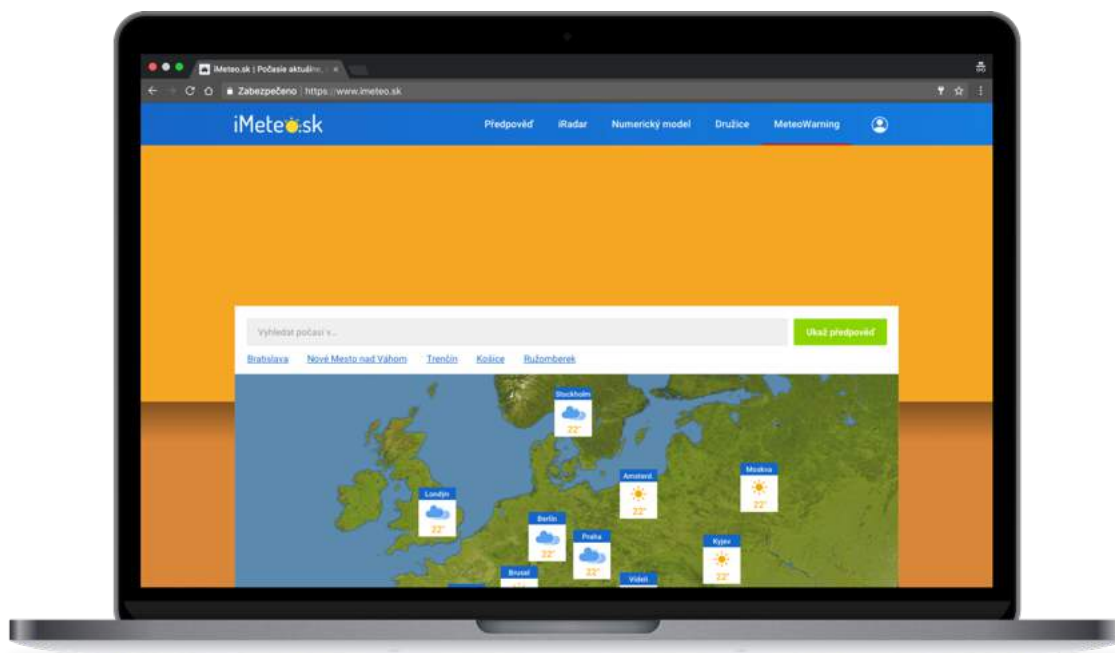 iMeteo.sk | Počasie aktuálne,
Zabezpečeno | https://www.imeteo.sk
iMeteo.sk
Předpověď iRadar Numerický model Družice MeteoWarning
Vyhledat počasí v...
Ukaž předpověď
Bratislava Nové Mesto nad Váhom Trenčín Košice Ružomberek
Stockholm
22°
Amsterd
22°
Moskva
22°
Londýn
22°
Berlín
22°
Praha
22°
Kyjev
22°
Brusel
Vídeň